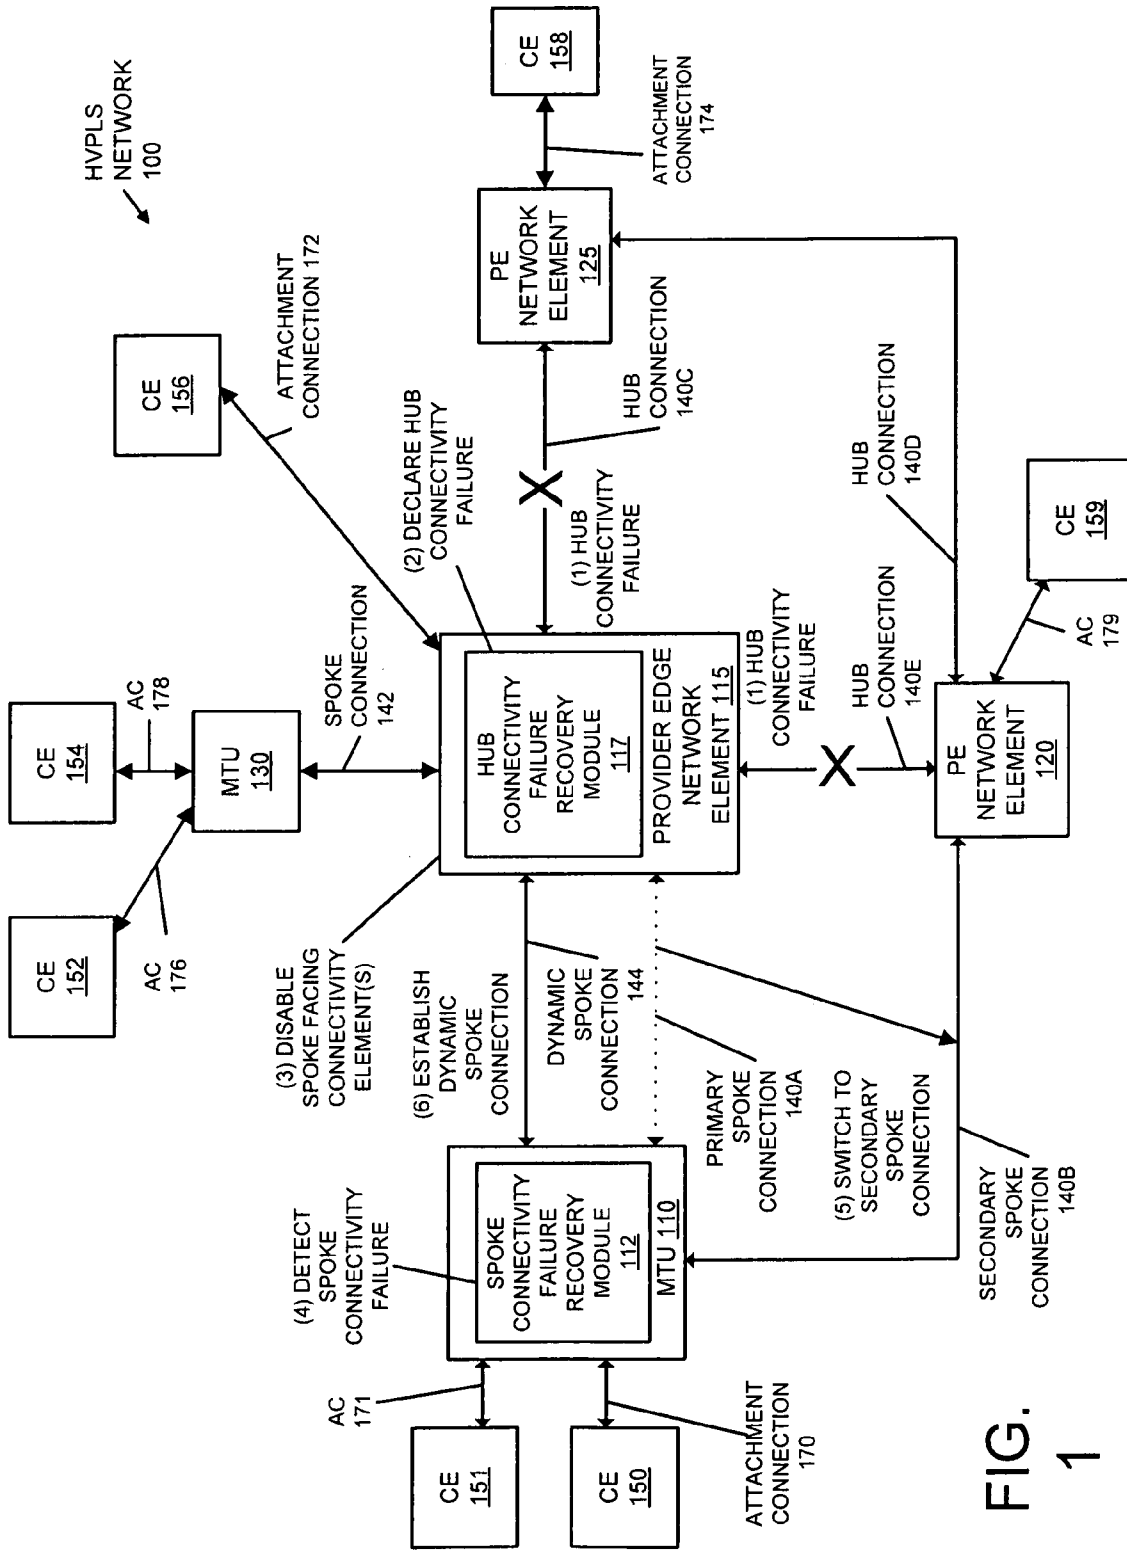 HVPLS
NETWORK
100
CE
152
CE
154
CE
156
AC
176
AC
178
MTU
130
ATTACHMENT
CONNECTION 172
SPOKE
CONNECTION
142
(3) DISABLE
SPOKE FACING
CONNECTIVITY
ELEMENT(S)
(2) DECLARE HUB
CONNECTIVITY
FAILURE
(4) DETECT
SPOKE
CONNECTIVITY
FAILURE
(6) ESTABLISH
DYNAMIC
SPOKE
CONNECTION
HUB
CONNECTIVITY
FAILURE
RECOVERY
MODULE
117
PROVIDER EDGE
NETWORK
ELEMENT 115
(1) HUB
CONNECTIVITY
FAILURE
X
HUB
CONNECTION
140C
PE
NETWORK
ELEMENT
125
CE
158
ATTACHMENT
CONNECTION
174
AC
171
CE
151
CE
150
ATTACHMENT
CONNECTION
170
SPOKE
CONNECTIVITY
FAILURE
RECOVERY
MODULE
112
MTU 110
DYNAMIC
SPOKE
CONNECTION
144
PRIMARY
SPOKE
CONNECTION
140A
(5) SWITCH TO
SECONDARY
SPOKE
CONNECTION
SECONDARY
SPOKE
CONNECTION
140B
(1) HUB
CONNECTIVITY
FAILURE
X
HUB
CONNECTION
140E
HUB
CONNECTION
140D
PE
NETWORK
ELEMENT
120
AC
179
CE
159
FIG.
1